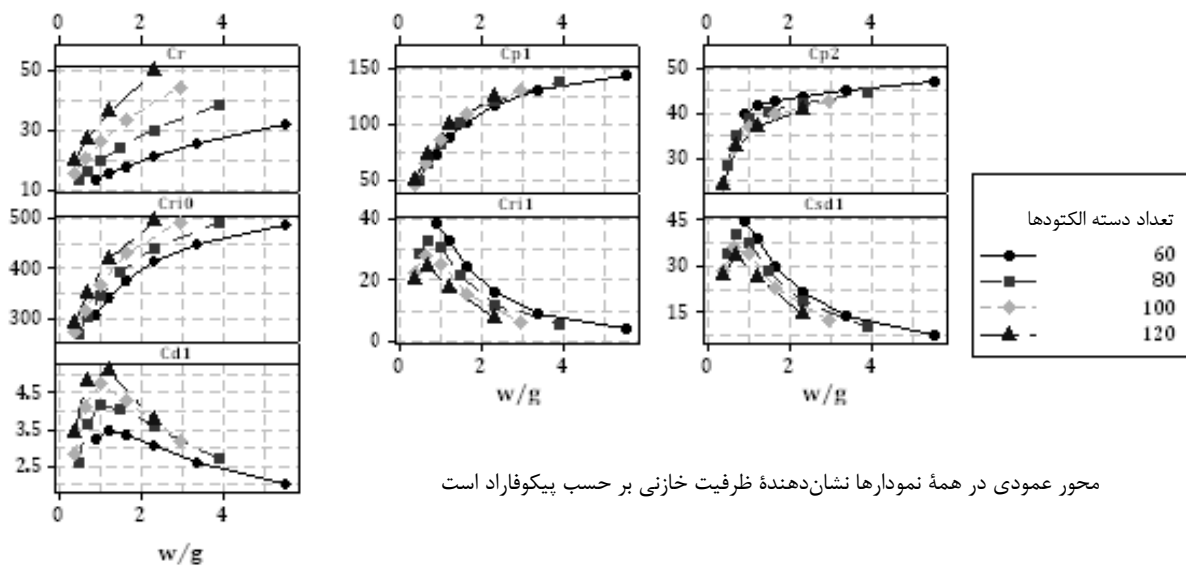 0 2 4 0 2 4 0 2 4
Cr Cp1 Cp2
50 30 10
150 100 50
50 40 30
Cri0 Cri1 Csd1
500 400 300
40 20 0
45 30 15
Cd1
4.5 3.5 2.5
0 2 4 0 2 4
w/g w/g
0 2 4
w/g
تعداد دسته الکتودها
60
80
100
120
محور عمودی در همۀ نمودارها نشان‌دهندۀ ظرفیت خازنی بر حسب پیکوفاراد است